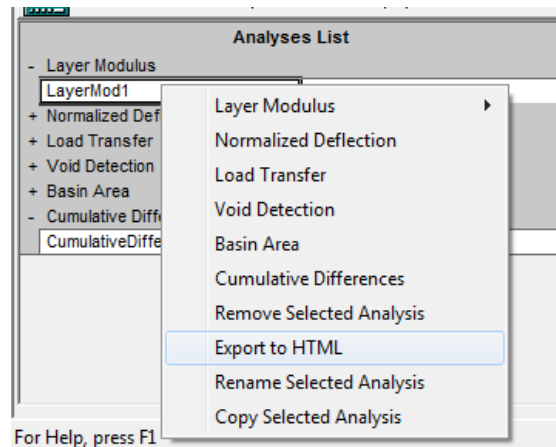 Analyses List
- Layer Modulus
LayerMod1
+ Normalized Def
+ Load Transfer
+ Void Detection
+ Basin Area
- Cumulative Diff
CumulativeDiffe
Layer Modulus
Normalized Deflection
Load Transfer
Void Detection
Basin Area
Cumulative Differences
Remove Selected Analysis
Export to HTML
Rename Selected Analysis
Copy Selected Analysis
For Help, press F1